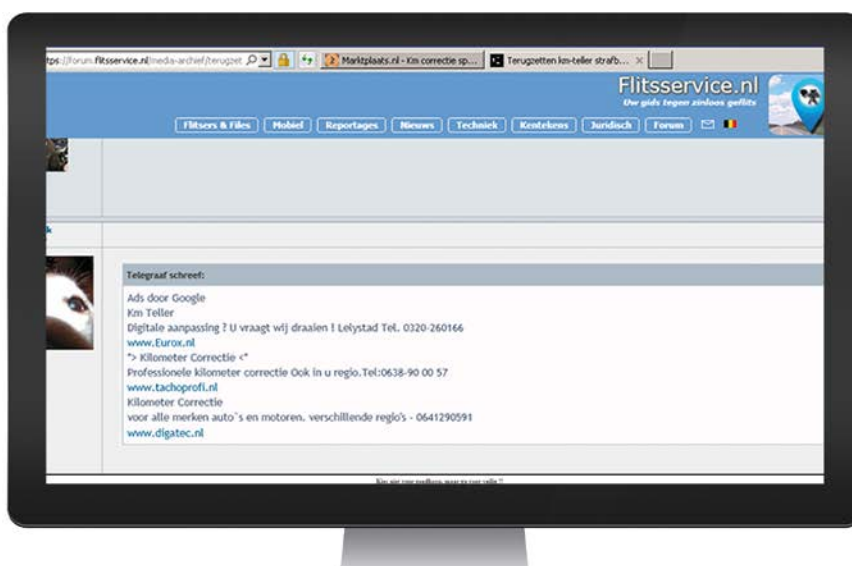 tps://forum.flitsservice.nl/media-archief/terugzet
Marktplaats.nl - Km correctie sp...
Terugzetten km-teller strafb...
Flitsservice.nl
Uw gids tegen zinloos geflits
Flitsers & Files
Mobiel
Reportages
Nieuws
Techniek
Kentekens
Juridisch
Forum
k
Telegraaf schreef:
Ads door Google
Km Teller
Digitale aanpassing ? U vraagt wij draaien ! Lelystad Tel. 0320-260166
www.Eurox.nl
"> Kilometer Correctie <"
Professionele kilometer correctie Ook in u regio.Tel:0638-90 00 57
www.tachoprofi.nl
Kilometer Correctie
voor alle merken auto`s en motoren. verschillende regio's - 0641290591
www.digatec.nl